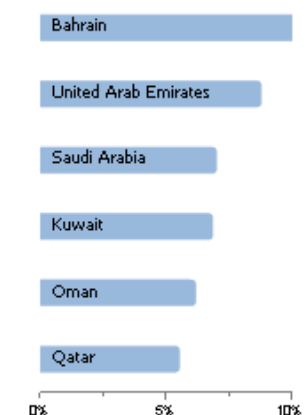 Bahrain
United Arab Emirates
Saudi Arabia
Kuwait
Oman
Qatar
0% 5% 10%